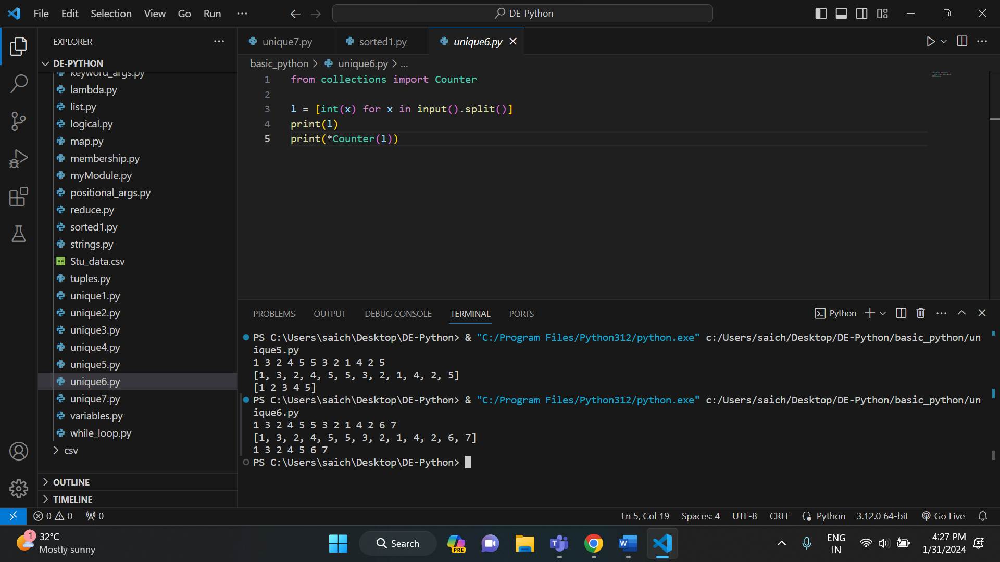 File Edit Selection View Go Run ...
DE-Python
EXPLORER
DE-PYTHON
keyword_args.py
lambda.py
list.py
logical.py
map.py
membership.py
myModule.py
positional_args.py
reduce.py
sorted1.py
strings.py
Stu_data.csv
tuples.py
unique1.py
unique2.py
unique3.py
unique4.py
unique5.py
unique6.py
unique7.py
variables.py
while_loop.py
csv
OUTLINE
TIMELINE
unique7.py sorted1.py unique6.py
basic_python > unique6.py > ...
1 from collections import Counter
2
3 l = [int(x) for x in input().split()]
4 print(l)
5 print(*Counter(l))
PROBLEMS OUTPUT DEBUG CONSOLE TERMINAL PORTS
Python
PS C:\Users\saich\Desktop\DE-Python> & "C:/Program Files/Python312/python.exe" c:/Users/saich/Desktop/DE-Python/basic_python/un
ique5.py
1 3 2 4 5 5 3 2 1 4 2 5
[1, 3, 2, 4, 5, 5, 3, 2, 1, 4, 2, 5]
[1 2 3 4 5]
PS C:\Users\saich\Desktop\DE-Python> & "C:/Program Files/Python312/python.exe" c:/Users/saich/Desktop/DE-Python/basic_python/un
ique6.py
1 3 2 4 5 5 3 2 1 4 2 6 7
[1, 3, 2, 4, 5, 5, 3, 2, 1, 4, 2, 6, 7]
1 3 2 4 5 6 7
PS C:\Users\saich\Desktop\DE-Python>
0 0 0
Ln 5, Col 19 Spaces: 4 UTF-8 CRLF Python 3.12.0 64-bit Go Live
1
32°C
Mostly sunny
Search
PRE
T
W
ENG
IN
4:27 PM
1/31/2024